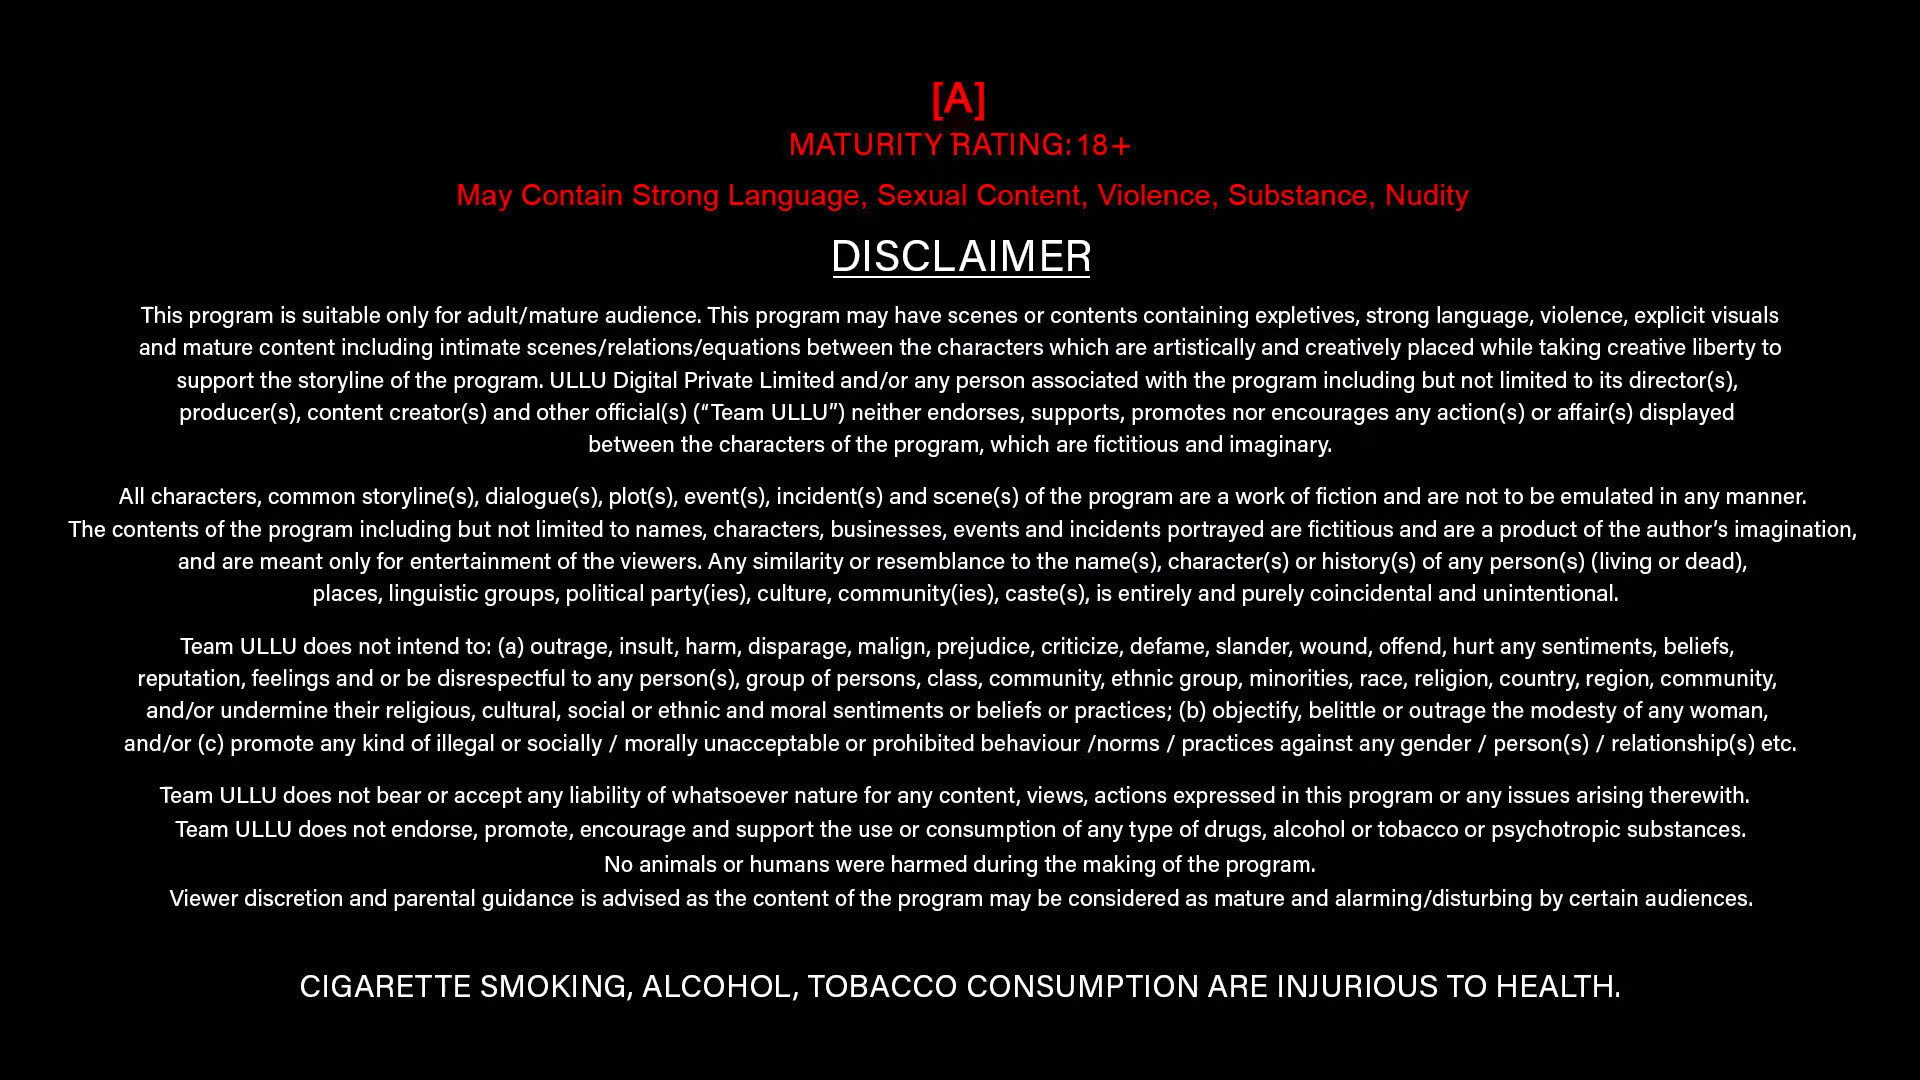 [A]
MATURITY RATING:18+
May Contain Strong Language, Sexual Content, Violence, Substance, Nudity
DISCLAIMER
This program is suitable only for adult/mature audience. This program may have scenes or contents containing expletives, strong language, violence, explicit visuals
and mature content including intimate scenes/relations/equations between the characters which are artistically and creatively placed while taking creative liberty to
support the storyline of the program. ULLU Digital Private Limited and/or any person associated with the program including but not limited to its director(s),
producer(s), content creator(s) and other official(s) (“Team ULLU”) neither endorses, supports, promotes nor encourages any action(s) or affair(s) displayed
between the characters of the program, which are fictitious and imaginary.
All characters, common storyline(s), dialogue(s), plot(s), event(s), incident(s) and scene(s) of the program are a work of fiction and are not to be emulated in any manner.
The contents of the program including but not limited to names, characters, businesses, events and incidents portrayed are fictitious and are a product of the author’s imagination,
and are meant only for entertainment of the viewers. Any similarity or resemblance to the name(s), character(s) or history(s) of any person(s) (living or dead),
places, linguistic groups, political party(ies), culture, community(ies), caste(s), is entirely and purely coincidental and unintentional.
Team ULLU does not intend to: (a) outrage, insult, harm, disparage, malign, prejudice, criticize, defame, slander, wound, offend, hurt any sentiments, beliefs,
reputation, feelings and or be disrespectful to any person(s), group of persons, class, community, ethnic group, minorities, race, religion, country, region, community,
and/or undermine their religious, cultural, social or ethnic and moral sentiments or beliefs or practices; (b) objectify, belittle or outrage the modesty of any woman,
and/or (c) promote any kind of illegal or socially / morally unacceptable or prohibited behaviour /norms / practices against any gender / person(s) / relationship(s) etc.
Team ULLU does not bear or accept any liability of whatsoever nature for any content, views, actions expressed in this program or any issues arising therewith.
Team ULLU does not endorse, promote, encourage and support the use or consumption of any type of drugs, alcohol or tobacco or psychotropic substances.
No animals or humans were harmed during the making of the program.
Viewer discretion and parental guidance is advised as the content of the program may be considered as mature and alarming/disturbing by certain audiences.
CIGARETTE SMOKING, ALCOHOL, TOBACCO CONSUMPTION ARE INJURIOUS TO HEALTH.